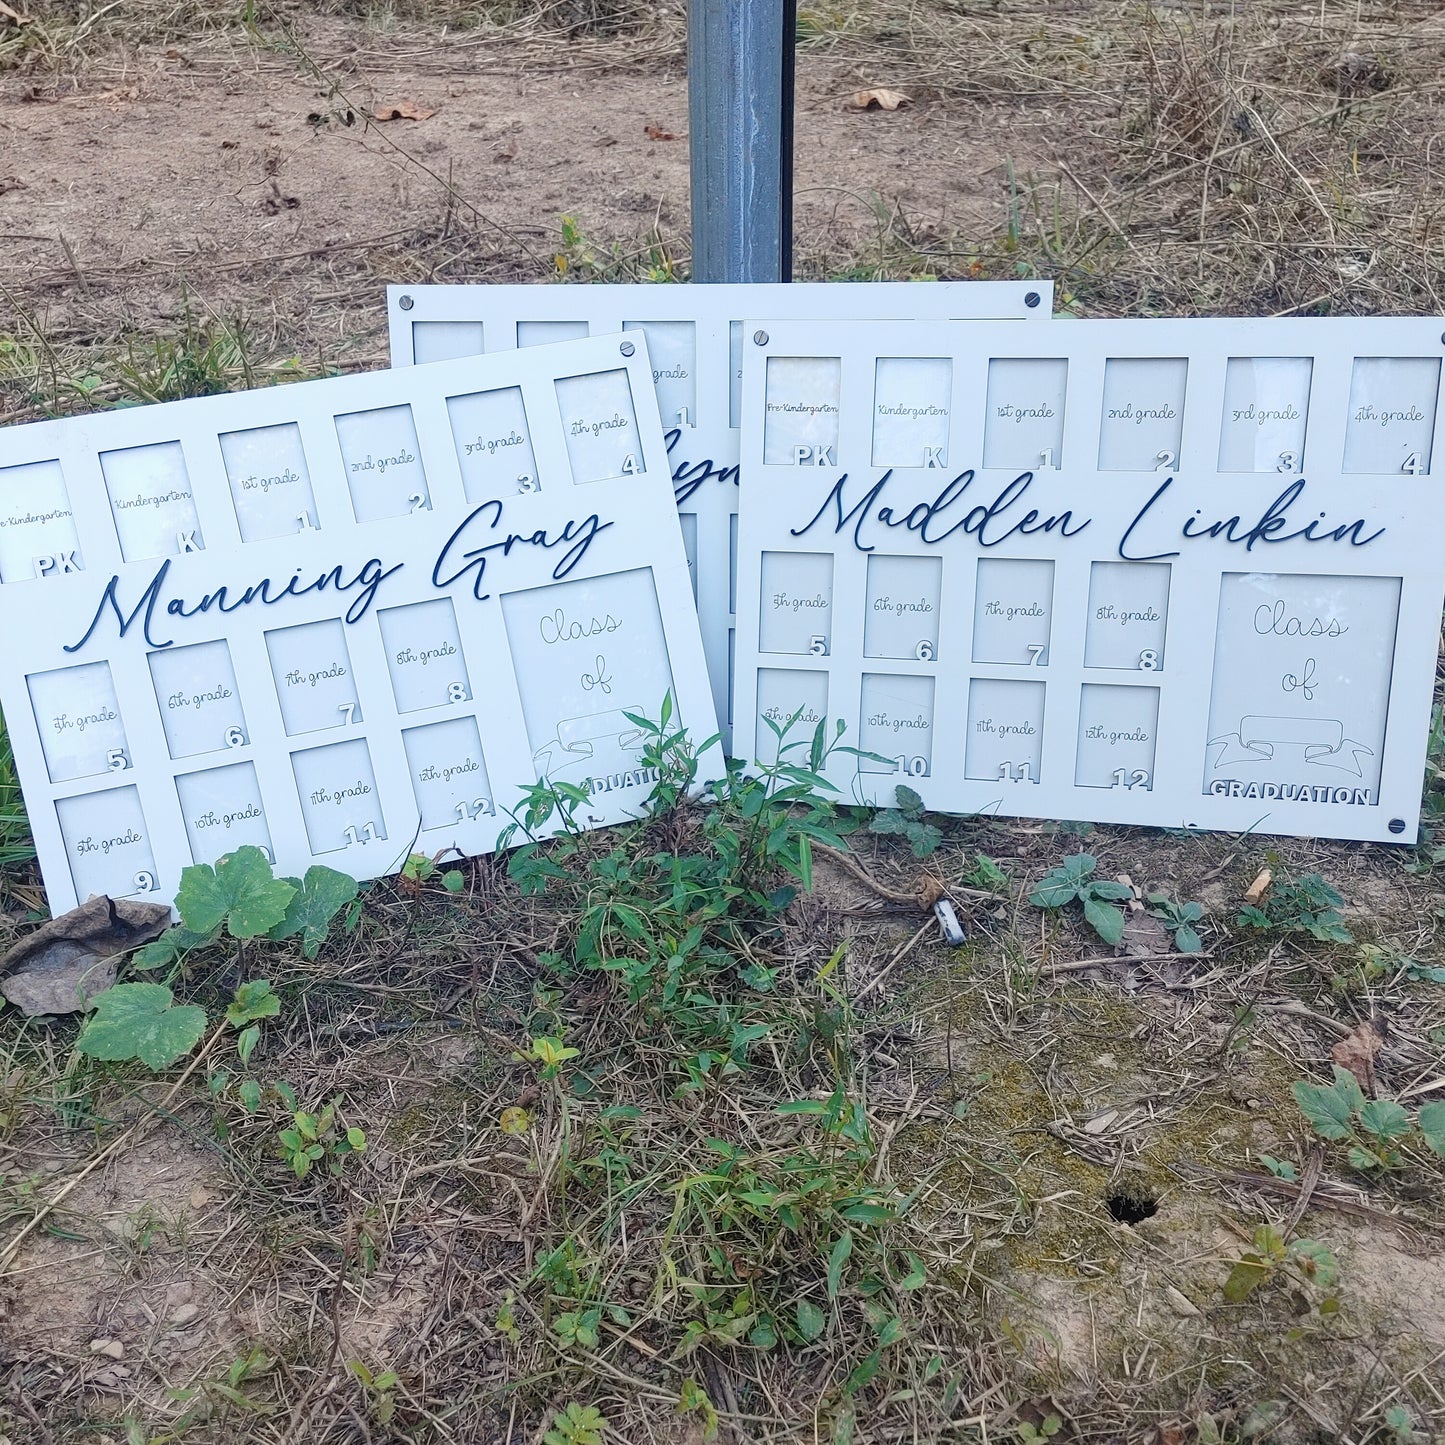 Kindergarten 1st grade 2nd grade 3rd grade 4th grade
PK K 1 2 3 4
Manning Gray
5th grade 6th grade 7th grade 8th grade
5 6 7 8
9th grade 10th grade 11th grade 12th grade
9 11 12
Class
of
grade
1
Pre-Kindergarten Kindergarten 1st grade 2nd grade 3rd grade 4th grade
PK K 1 2 3 4
Madden Linkin
5th grade 6th grade 7th grade 8th grade
5 6 7 8
9th grade 10th grade 11th grade 12th grade
10 11 12
Class
of
GRADUATION